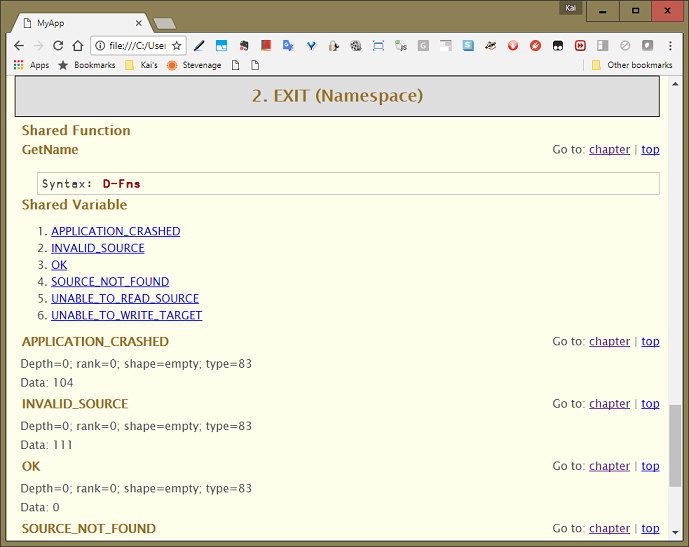 Kai
MyApp
file:///C:/User
Apps Bookmarks Kai's Stevenage Other bookmarks
2. EXIT (Namespace)
Shared Function
GetName Go to: chapter | top
Syntax: D-Fns
Shared Variable
1. APPLICATION_CRASHED
2. INVALID_SOURCE
3. OK
4. SOURCE_NOT_FOUND
5. UNABLE_TO_READ_SOURCE
6. UNABLE_TO_WRITE_TARGET
APPLICATION_CRASHED Go to: chapter | top
Depth=0; rank=0; shape=empty; type=83
Data: 104
INVALID_SOURCE Go to: chapter | top
Depth=0; rank=0; shape=empty; type=83
Data: 111
OK Go to: chapter | top
Depth=0; rank=0; shape=empty; type=83
Data: 0
SOURCE_NOT_FOUND Go to: chapter | top